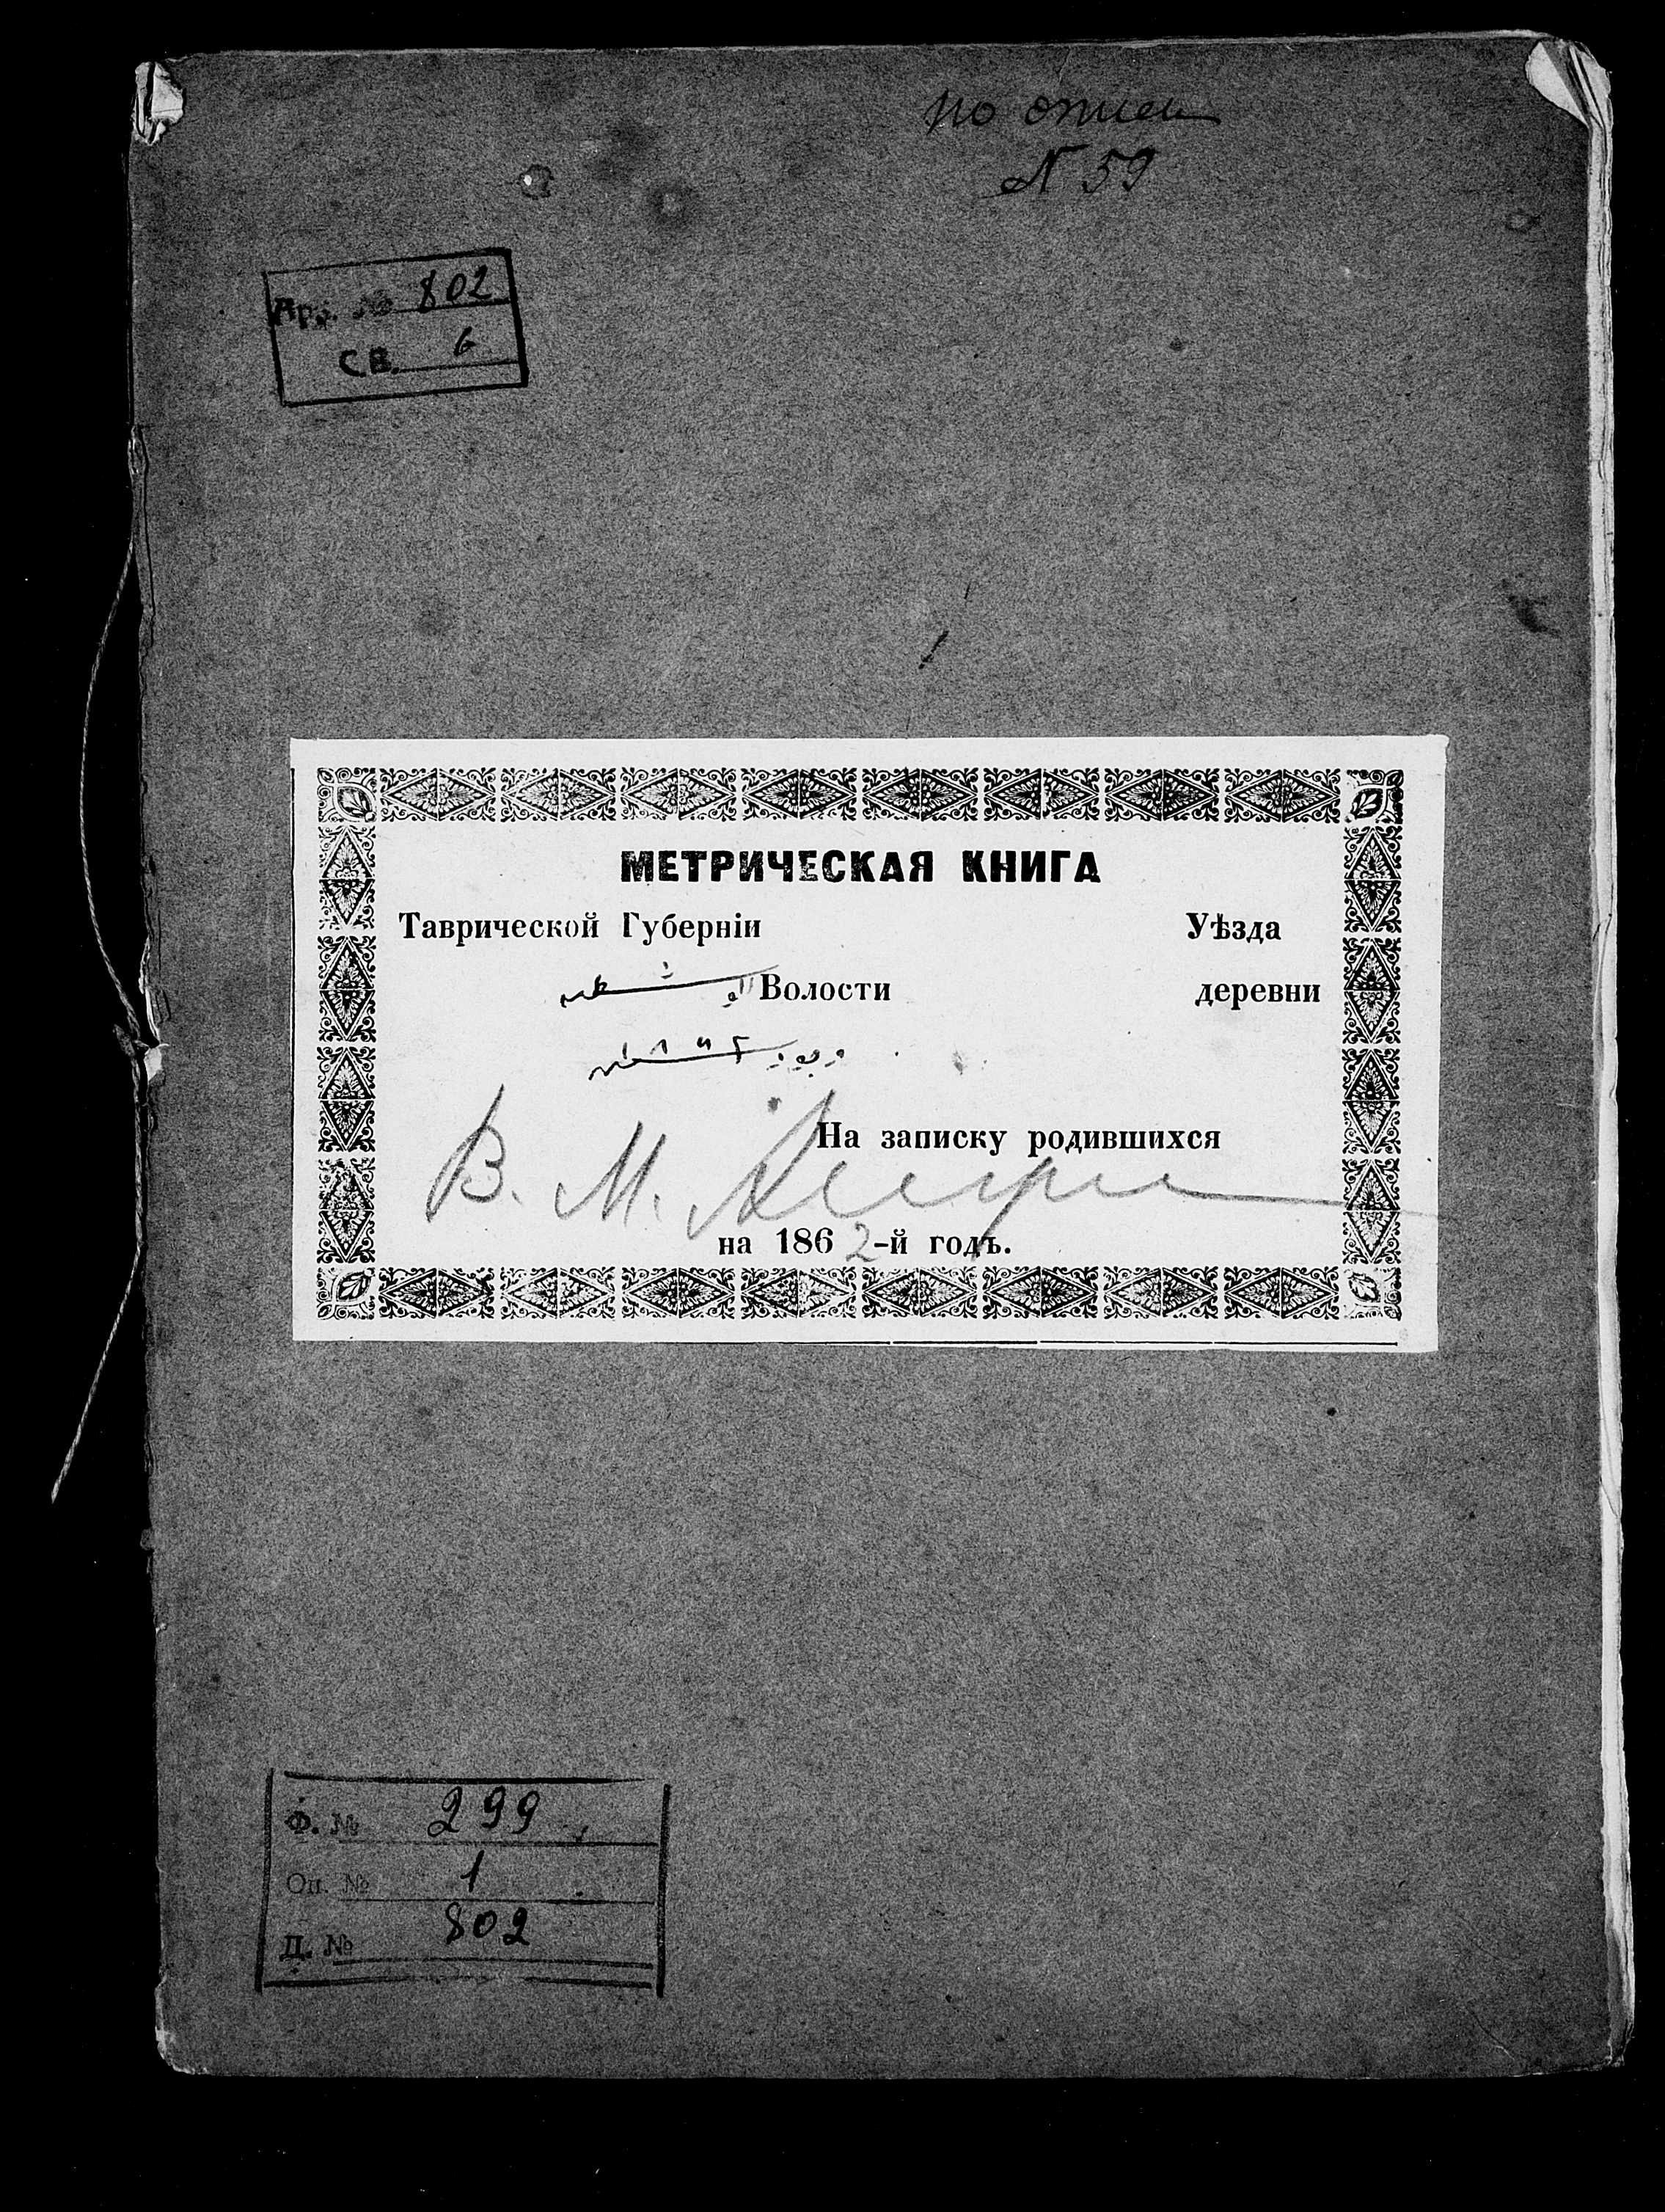 по описи
N 59
Арх. № 802
СВ. 6
МЕТРИЧЕСКАЯ КНИГА
Таврической Губерніи Уѣзда
Волости деревни
На записку родившихся
В. М.
на 1862-й годъ.
Ф. № 299
Оп. № 1
Д. № 802